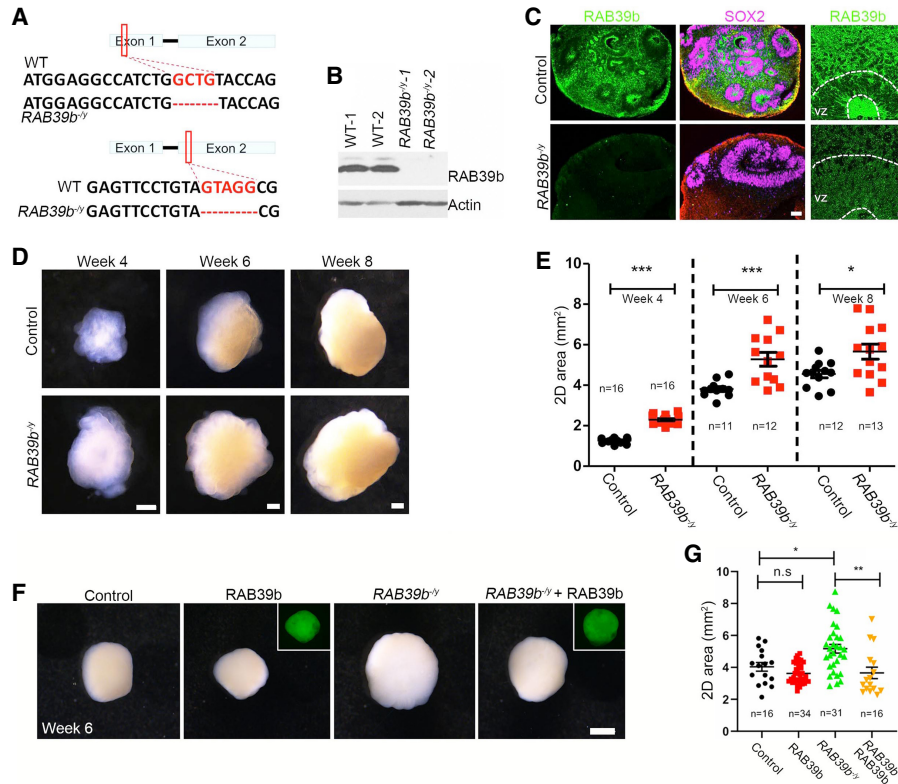 A
Exon 1 Exon 2
WT
ATGGAGGCCATCTGGCTGTACCAG
ATGGAGGCCATCTG------TACCAG
RAB39b-/y
Exon 1 Exon 2
WT GAGTTCCTGTAGTAGGCG
RAB39b-/y GAGTTCCTGTA---------CG
B
WT-1 WT-2 RAB39b-/y-1 RAB39b-/y-2
RAB39b
Actin
C
RAB39b SOX2 RAB39b
Control
VZ
RAB39b-/y
VZ
D
Week 4 Week 6 Week 8
Control
RAB39b-/y
E
2D area (mm2)
10
8
6
4
2
0
*** *** *
Week 4 Week 6 Week 8
n=16 n=16
n=11 n=12 n=12 n=13
Control RAB39b-/y Control RAB39b-/y Control RAB39b-/y
F
Control RAB39b RAB39b-/y RAB39b-/y + RAB39b
Week 6
G
2D area (mm2)
10
8
6
4
2
0
*
n.s **
n=16 n=34 n=31 n=16
Control RAB39b RAB39b-/y RAB39b-/y RAB39b